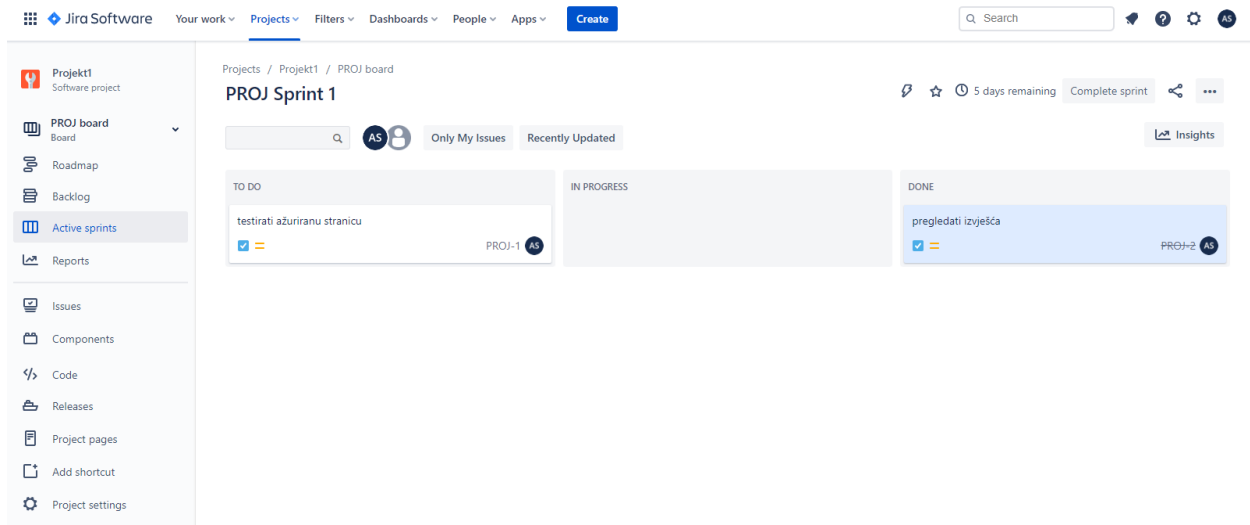 Jira Software Your work Projects Filters Dashboards People Apps Create Search AS
Projekt1
Software project
PROJ board
Board
Roadmap
Backlog
Active sprints
Reports
Issues
Components
Code
Releases
Project pages
Add shortcut
Project settings
Projects / Projekt1 / PROJ board
PROJ Sprint 1
5 days remaining Complete sprint
AS Only My Issues Recently Updated Insights
TO DO
testirati ažuriranu stranicu
PROJ-1 AS
IN PROGRESS
DONE
pregledati izvješća
PROJ-2 AS